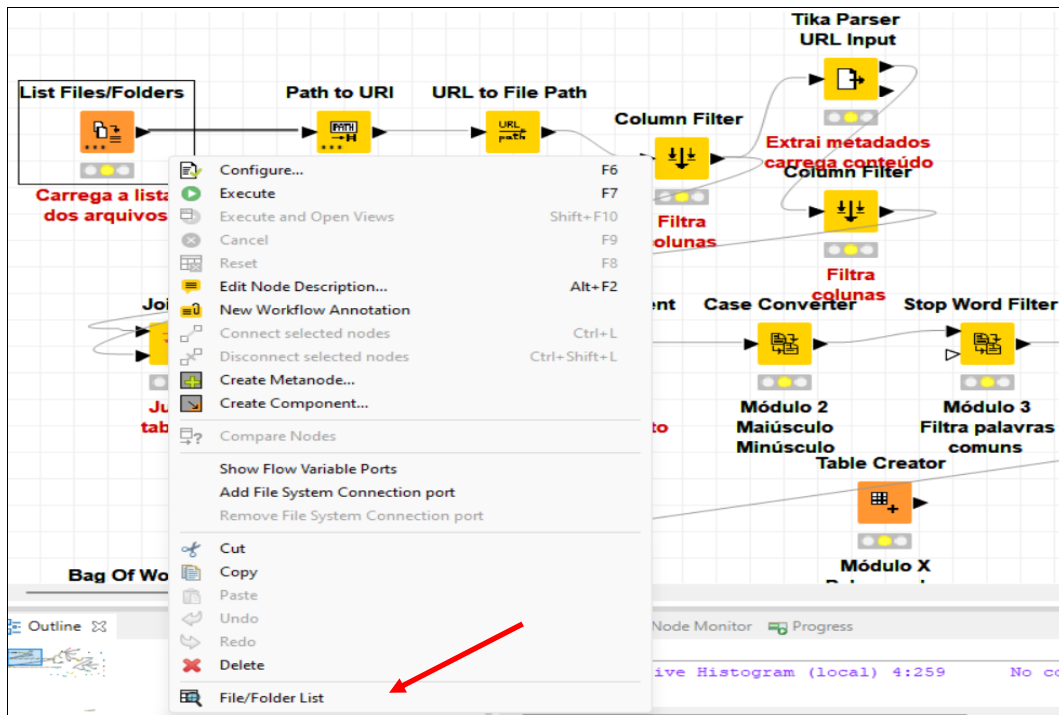 Tika Parser
URL Input
List Files/Folders
Path to URI
URL to File Path
Column Filter
PATH
URL
path
Extrai metadados
carrega conteúdo
Column Filter
Carrega a lista
dos arquivos
Filtra
colunas
Filtra
colunas
Configure... F6
Execute F7
Execute and Open Views Shift+F10
Cancel F9
Reset F8
Edit Node Description... Alt+F2
New Workflow Annotation
Connect selected nodes Ctrl+L
Disconnect selected nodes Ctrl+Shift+L
Create Metanode...
Create Component...
Compare Nodes
Show Flow Variable Ports
Add File System Connection port
Remove File System Connection port
Cut
Copy
Paste
Undo
Redo
Delete
File/Folder List
Case Converter
Stop Word Filter
Módulo 2
Maiúsculo
Minúsculo
Módulo 3
Filtra palavras
comuns
Table Creator
Módulo X
Bag Of Wo
Outline
Node Monitor
Progress
ive Histogram (local) 4:259 No co